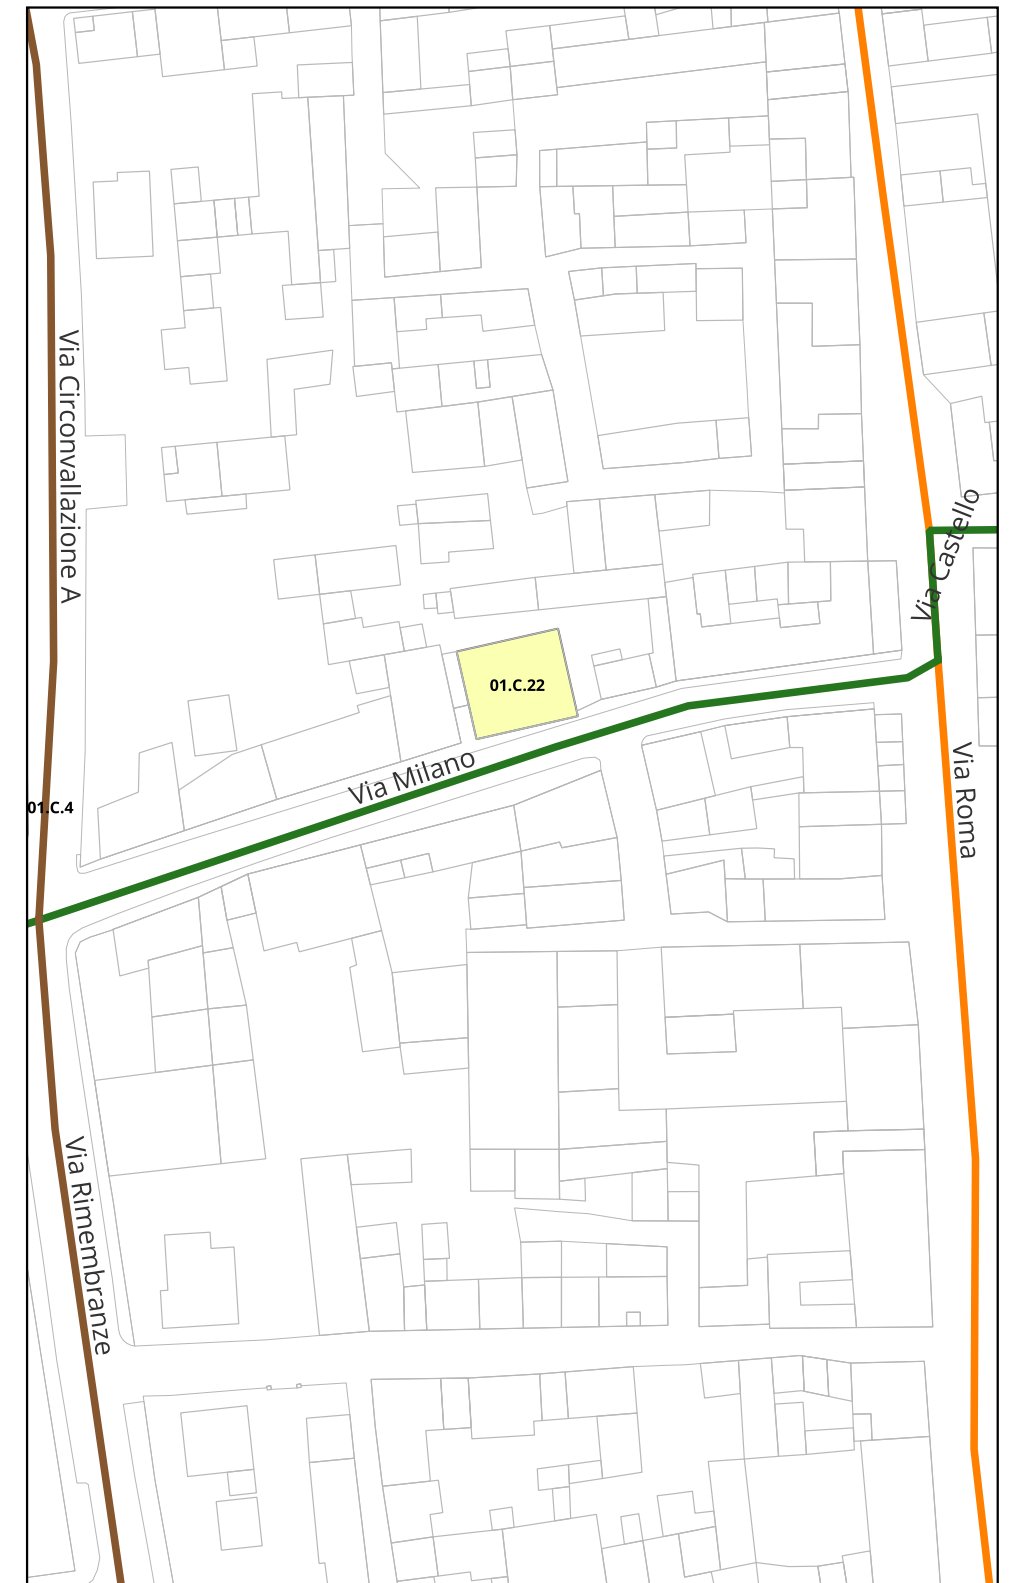 Via Circonvallazione A
Via Castello
01.C.22
Via Milano
Via Roma
01.C.4
Via Rimembranze